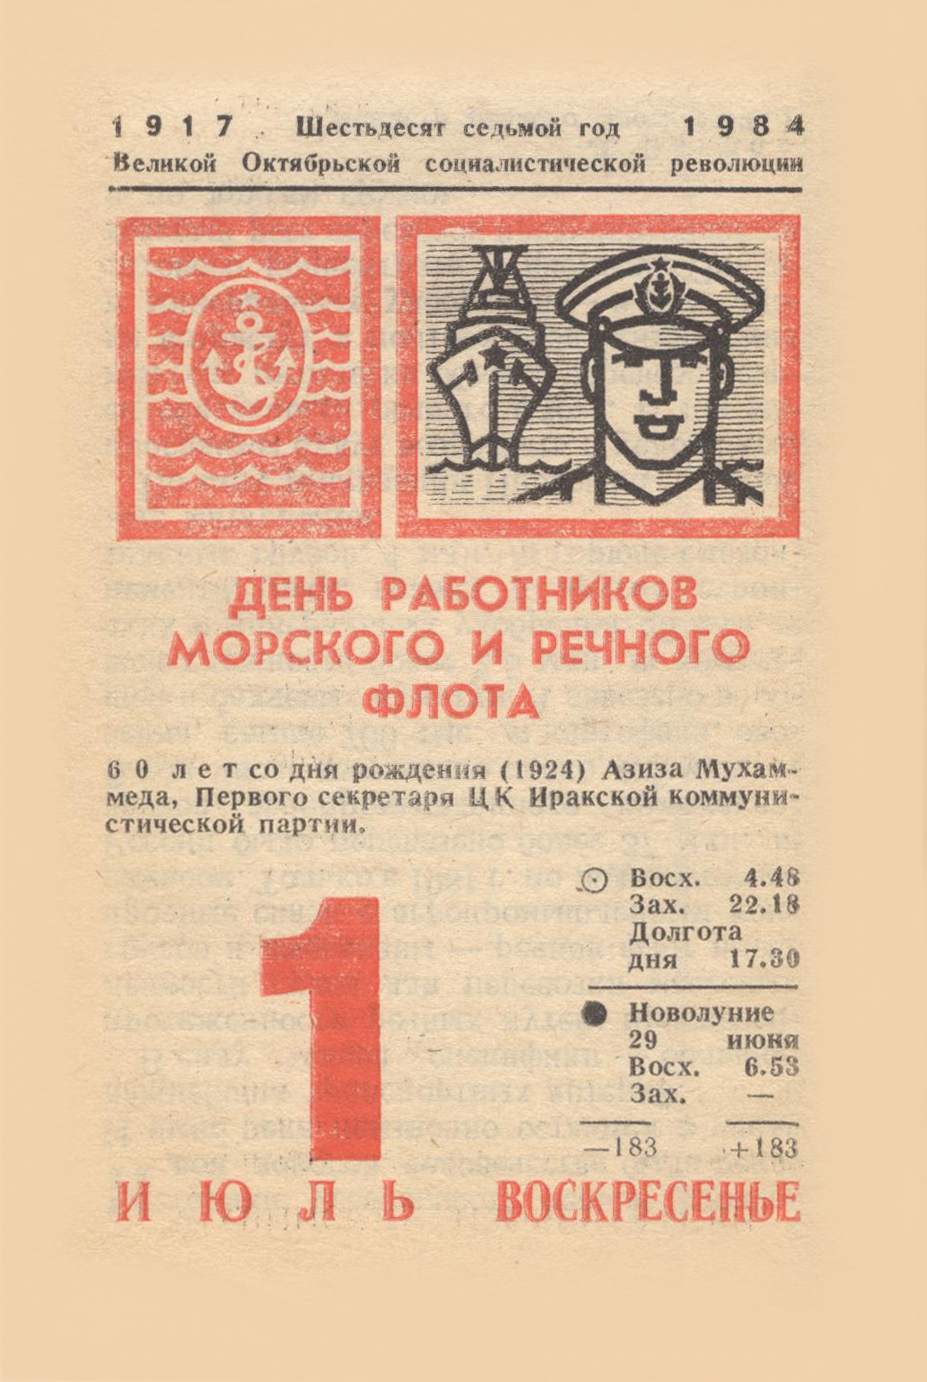 1917 Шестьдесят седьмой год 1984
Великой Октябрьской социалистической революции
ДЕНЬ РАБОТНИКОВ
МОРСКОГО И РЕЧНОГО
ФЛОТА
60 лет со дня рождения (1924) Азиза Мухам-
меда, Первого секретаря ЦК Иракской коммуни-
стической партии.
Восх. 4.48
Зах. 22.18
Долгота
дня 17.30
Новолуние
29 июня
Восх. 6.53
Зах. —
—183 +183
1
ИЮЛЬ ВОСКРЕСЕНЬЕ